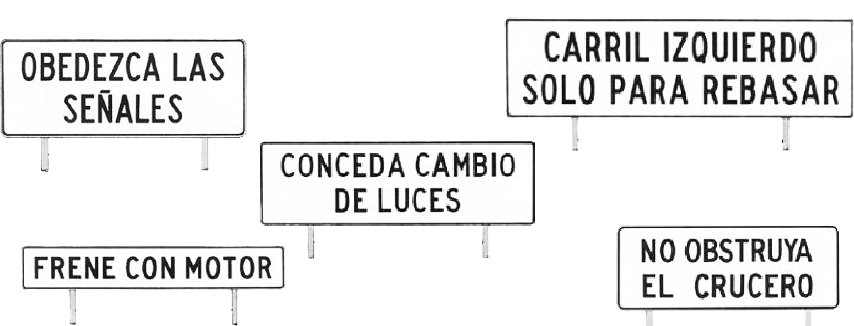 OBEDEZCA LAS
SEÑALES
CARRIL IZQUIERDO
SOLO PARA REBASAR
CONCEDA CAMBIO
DE LUCES
FRENE CON MOTOR
NO OBSTRUYA
EL CRUCERO